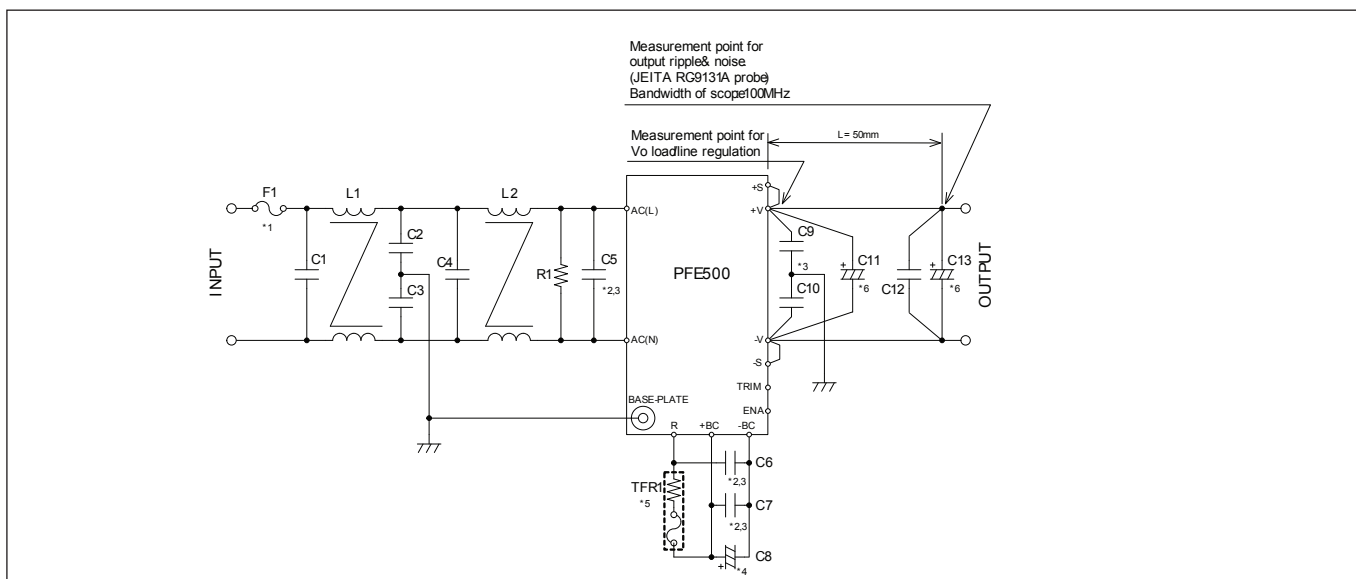 Measurement point for
output ripple& noise.
(JEITA RC9131A probe)
Bandwidth of scope100MHz
Measurement point for
Vo load/line regulation
L= 50mm
F1
*1
L1
L2
C1
C2
C3
C4
R1
C5
*2,3
INPUT
AC(L)
AC(N)
PFE500
BASE-PLATE
+S
+V
-V
-S
TRIM
ENA
R
+BC
-BC
C9
*3
C10
C11
*6
C12
C13
*6
OUTPUT
TFR1
*5
C6
*2,3
C7
*2,3
C8
+
*4
+
+